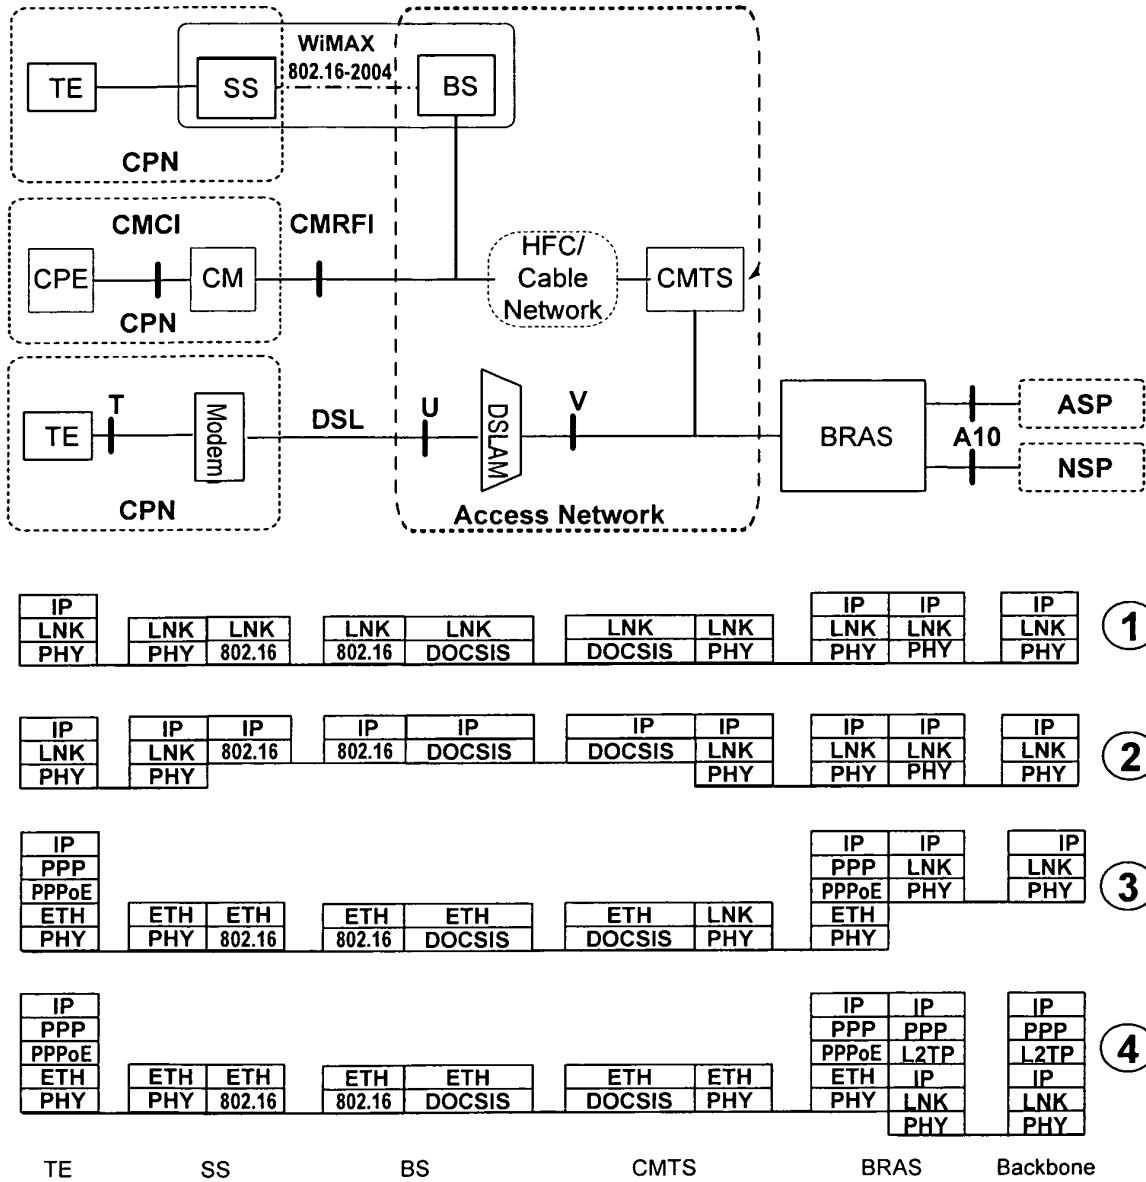 WiMAX
802.16-2004
TE
SS
BS
CPN
CMCI
CMRFI
HFC/
Cable
Network
CPE
CM
CMTS
CPN
T
Modem
DSL
U
DSLAM
V
TE
BRAS
ASP
A10
NSP
CPN
Access Network
IP IP IP IP
LNK LNK LNK LNK LNK LNK LNK LNK LNK LNK
PHY PHY 802.16 802.16 DOCSIS DOCSIS PHY PHY PHY PHY
1
IP IP IP IP IP IP IP IP IP IP
LNK LNK 802.16 802.16 DOCSIS DOCSIS LNK LNK LNK LNK
PHY PHY PHY PHY PHY PHY
2
IP IP IP IP
PPP PPP LNK LNK
PPPoE PPPoE PHY PHY
ETH ETH ETH ETH ETH ETH LNK ETH
PHY PHY 802.16 802.16 DOCSIS DOCSIS PHY PHY
3
IP IP IP IP
PPP PPP PPP PPP
PPPoE PPPoE L2TP L2TP
ETH ETH ETH ETH ETH ETH ETH ETH IP IP
PHY PHY 802.16 802.16 DOCSIS DOCSIS PHY PHY LNK LNK
PHY PHY
4
TE SS BS CMTS BRAS Backbone